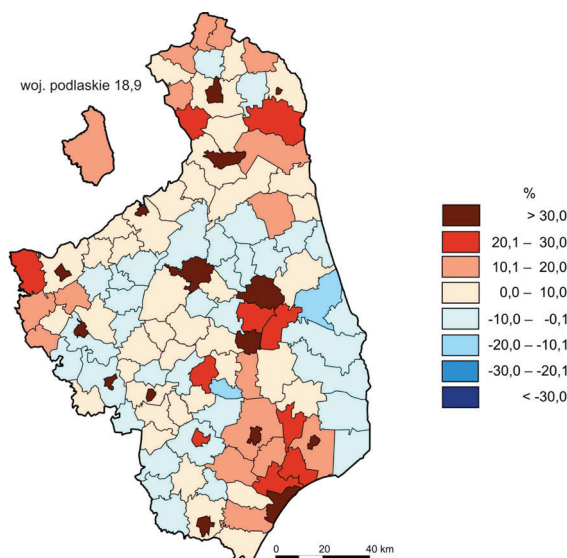 woj. podlaskie 18,9
%
> 30,0
20,1 – 30,0
10,1 – 20,0
0,0 – 10,0
-10,0 – -0,1
-20,0 – -10,1
-30,0 – -20,1
< -30,0
0 20 40 km